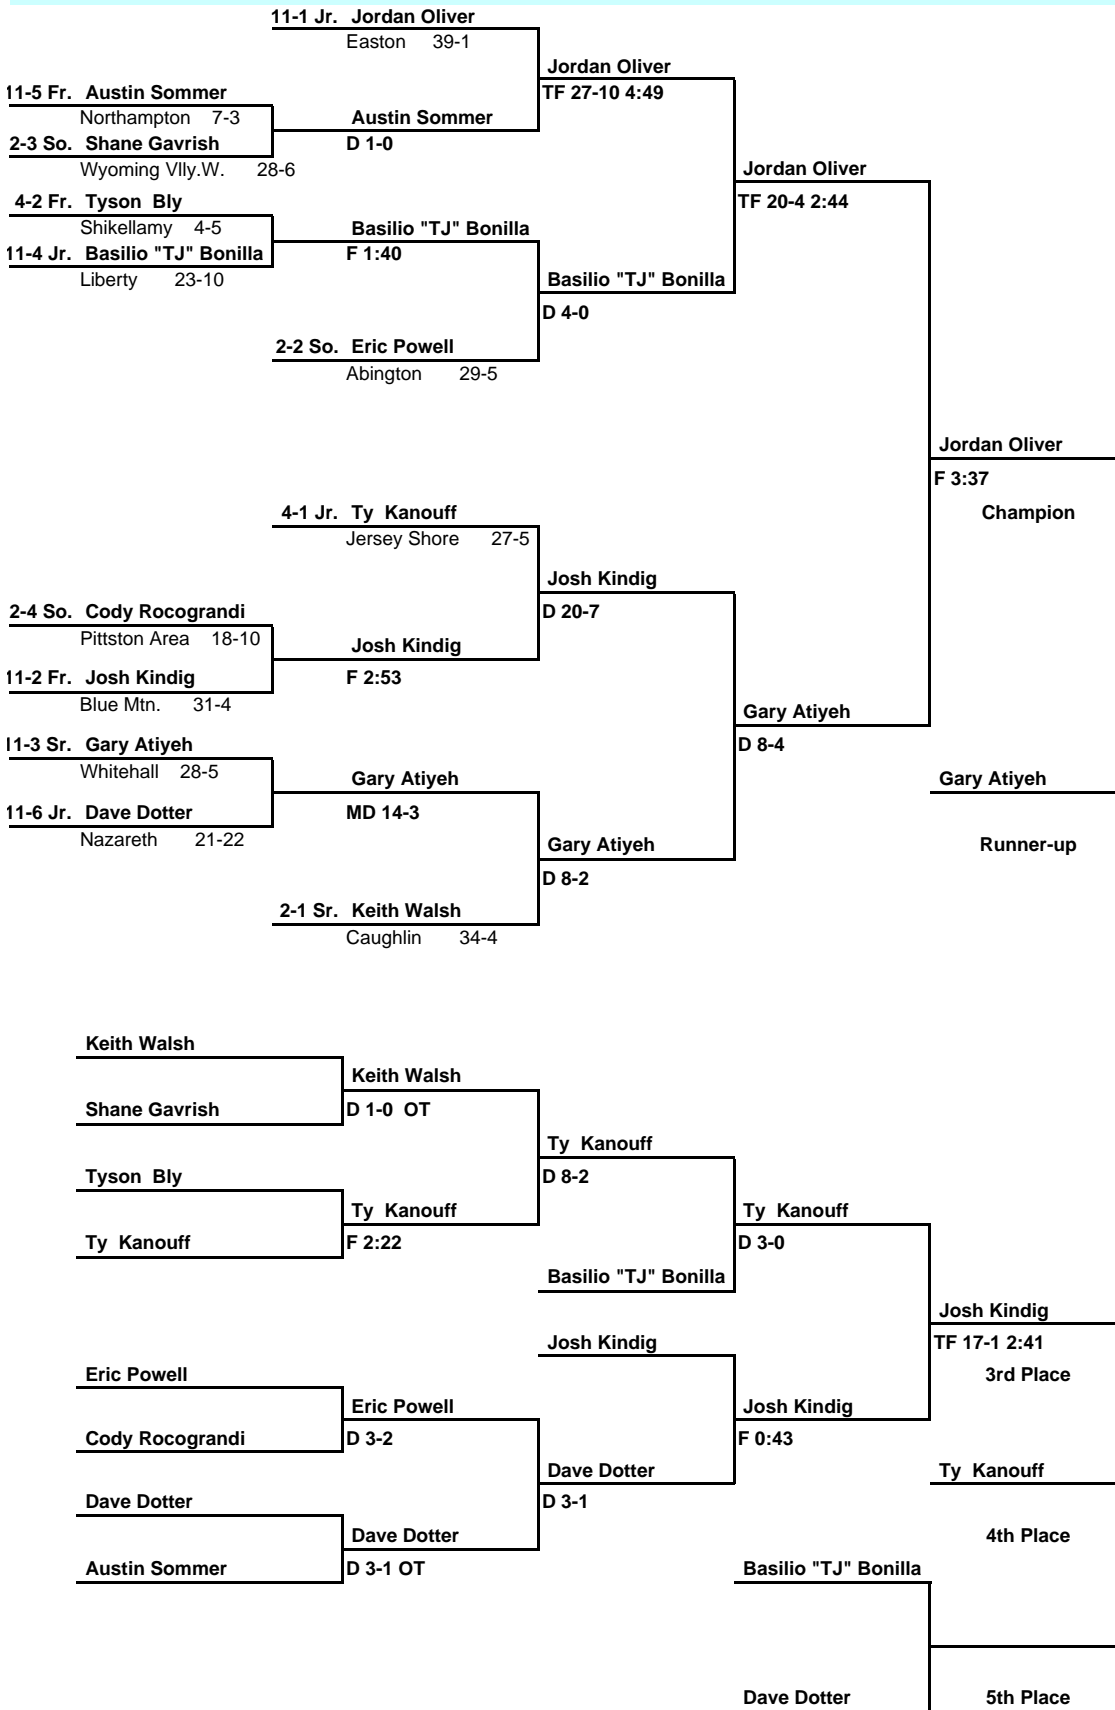 11-1 Jr. Jordan Oliver
Easton 39-1
Jordan Oliver
11-5 Fr. Austin Sommer
TF 27-10 4:49
Northampton 7-3
Austin Sommer
2-3 So. Shane Gavrish
D 1-0
Wyoming Vlly.W. 28-6
Jordan Oliver
4-2 Fr. Tyson Bly
TF 20-4 2:44
Shikellamy 4-5
Basilio "TJ" Bonilla
11-4 Jr. Basilio "TJ" Bonilla
F 1:40
Liberty 23-10
Basilio "TJ" Bonilla
D 4-0
2-2 So. Eric Powell
Abington 29-5
Jordan Oliver
F 3:37
4-1 Jr. Ty Kanouff
Champion
Jersey Shore 27-5
Josh Kindig
2-4 So. Cody Rocograndi
D 20-7
Pittston Area 18-10
Josh Kindig
11-2 Fr. Josh Kindig
F 2:53
Blue Mtn. 31-4
Gary Atiyeh
11-3 Sr. Gary Atiyeh
D 8-4
Whitehall 28-5
Gary Atiyeh
Gary Atiyeh
11-6 Jr. Dave Dotter
MD 14-3
Nazareth 21-22
Gary Atiyeh
Runner-up
D 8-2
2-1 Sr. Keith Walsh
Caughlin 34-4
Keith Walsh
Keith Walsh
Shane Gavrish
D 1-0 OT
Ty Kanouff
Tyson Bly
D 8-2
Ty Kanouff
Ty Kanouff
Ty Kanouff
F 2:22
D 3-0
Basilio "TJ" Bonilla
Josh Kindig
Josh Kindig
TF 17-1 2:41
Eric Powell
3rd Place
Eric Powell
Josh Kindig
Cody Rocograndi
D 3-2
F 0:43
Dave Dotter
Ty Kanouff
Dave Dotter
D 3-1
Dave Dotter
4th Place
Austin Sommer
D 3-1 OT
Basilio "TJ" Bonilla
Dave Dotter
5th Place